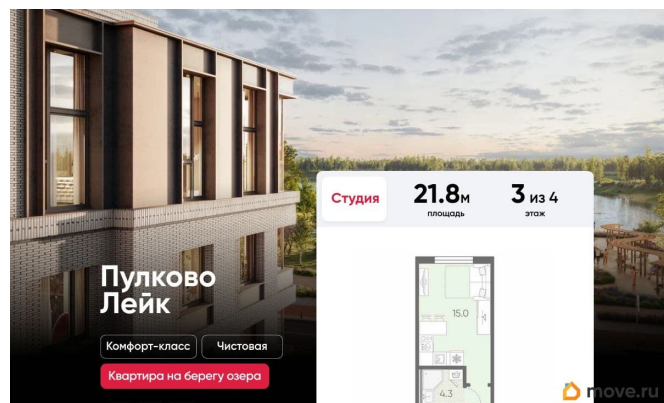 Студия
21.8м
площадь
3 из 4
этаж
Пулково
Лейк
Комфорт-класс
Чистовая
Квартира на берегу озера
15.0
4.3
move.ru